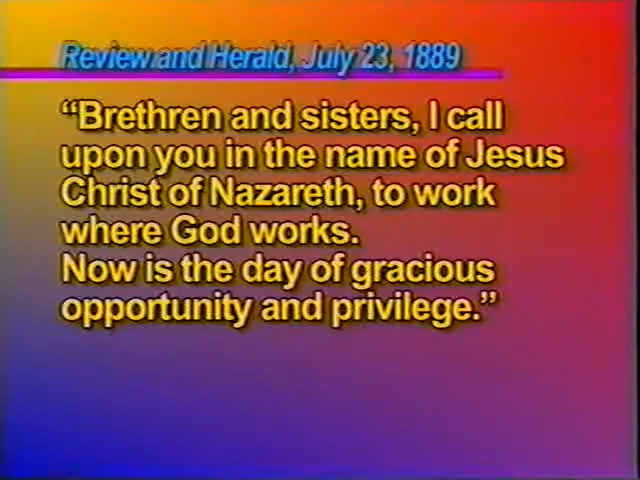 Review and Herald, July 23, 1889
“Brethren and sisters, I call
upon you in the name of Jesus
Christ of Nazareth, to work
where God works.
Now is the day of gracious
opportunity and privilege.”